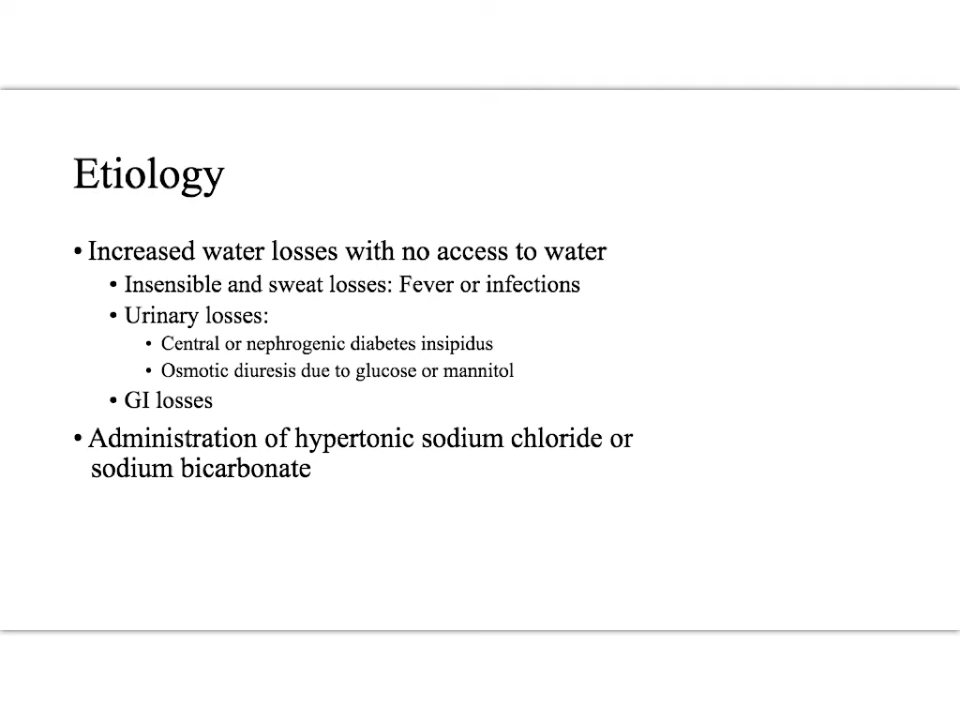 Etiology
• Increased water losses with no access to water
• Insensible and sweat losses: Fever or infections
• Urinary losses:
• Central or nephrogenic diabetes insipidus
• Osmotic diuresis due to glucose or mannitol
• GI losses
• Administration of hypertonic sodium chloride or
sodium bicarbonate